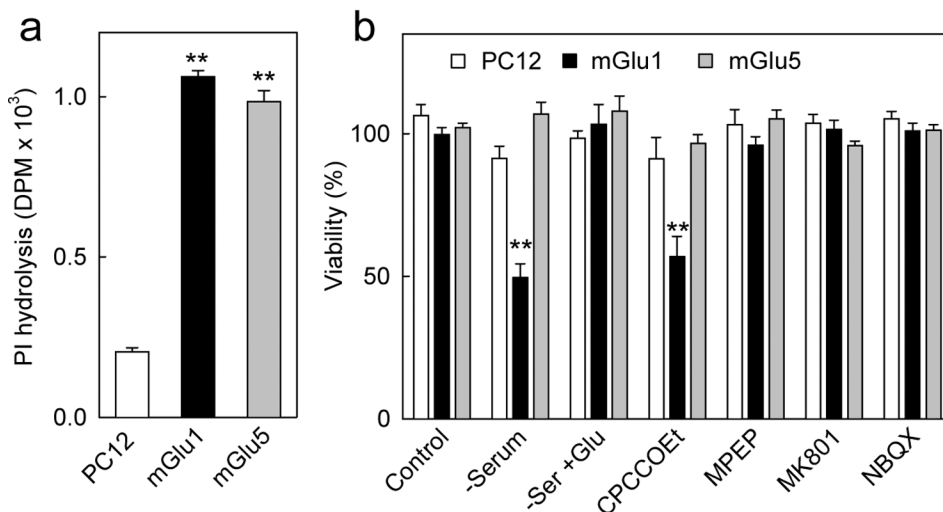 a
PI hydrolysis (DPM x 10³)
1.0
0.5
0.0
**
**
PC12
mGlu1
mGlu5
b
Viability (%)
100
50
0
PC12 mGlu1 mGlu5
**
**
Control
-Serum
-Ser +Glu
CPCCOEt
MPEP
MK801
NBQX